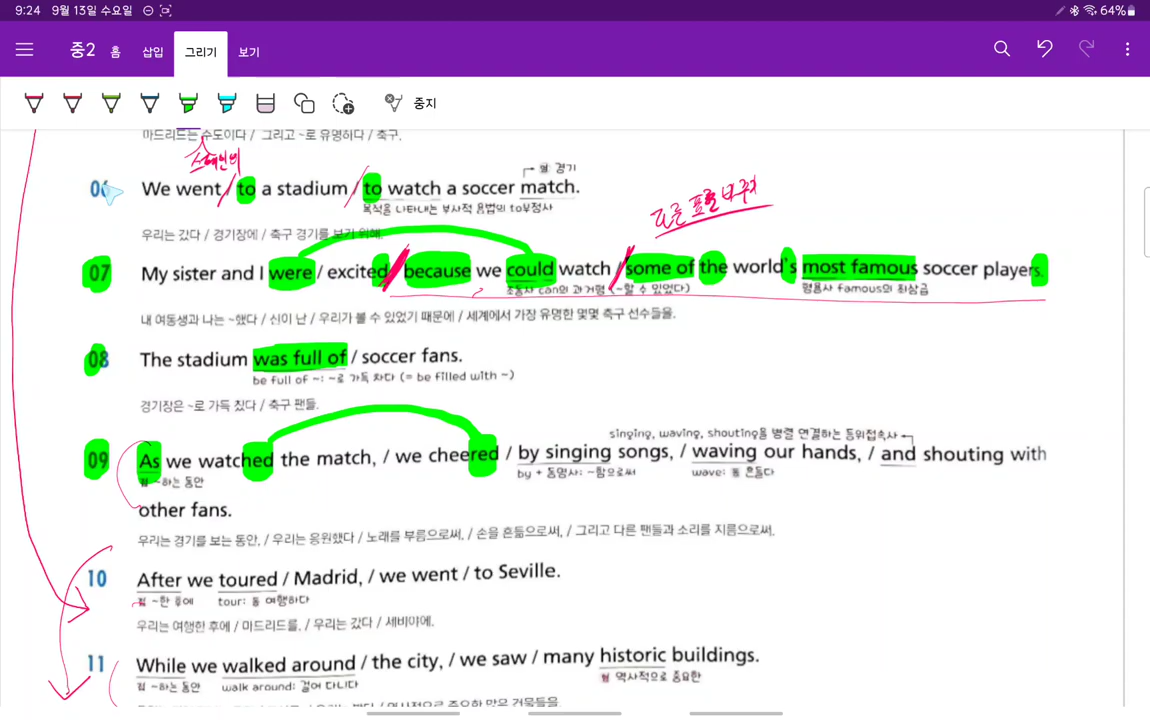 9:24 9월 13일 수요일 64%
중2 홈 삽입 그리기 보기
중지
마드리드는 수도이다 / 그리고 ~로 유명하다 / 축구.
형 경기
06 We went / to a stadium / to watch a soccer match.
목적을 나타내는 부사적 용법의 to부정사
우리는 갔다 / 경기장에 / 축구 경기를 보기 위해.
07 My sister and I were / excited / because we could watch / some of the world's most famous soccer players.
조동사 can의 과거형 (~할 수 있었다) 형용사 famous의 최상급
내 여동생과 나는 ~했다 / 신이 난 / 우리가 볼 수 있었기 때문에 / 세계에서 가장 유명한 몇몇 축구 선수들을.
08 The stadium was full of / soccer fans.
be full of ~: ~로 가득 차다 (= be filled with ~)
경기장은 ~로 가득 찼다 / 축구 팬들.
singing, waving, shouting을 병렬 연결하는 등위접속사
09 As we watched the match, / we cheered / by singing songs, / waving our hands, / and shouting with
접 ~하는 동안 by + 동명사: ~함으로써 wave: 동 흔들다
other fans.
우리는 경기를 보는 동안, / 우리는 응원했다 / 노래를 부름으로써, / 손을 흔듦으로써, / 그리고 다른 팬들과 소리를 지름으로써.
10 After we toured / Madrid, / we went / to Seville.
접 ~한 후에 tour: 동 여행하다
우리는 여행한 후에 / 마드리드를, / 우리는 갔다 / 세비야에.
11 While we walked around / the city, / we saw / many historic buildings.
접 ~하는 동안 walk around: 걸어 다니다 형 역사적으로 중요한